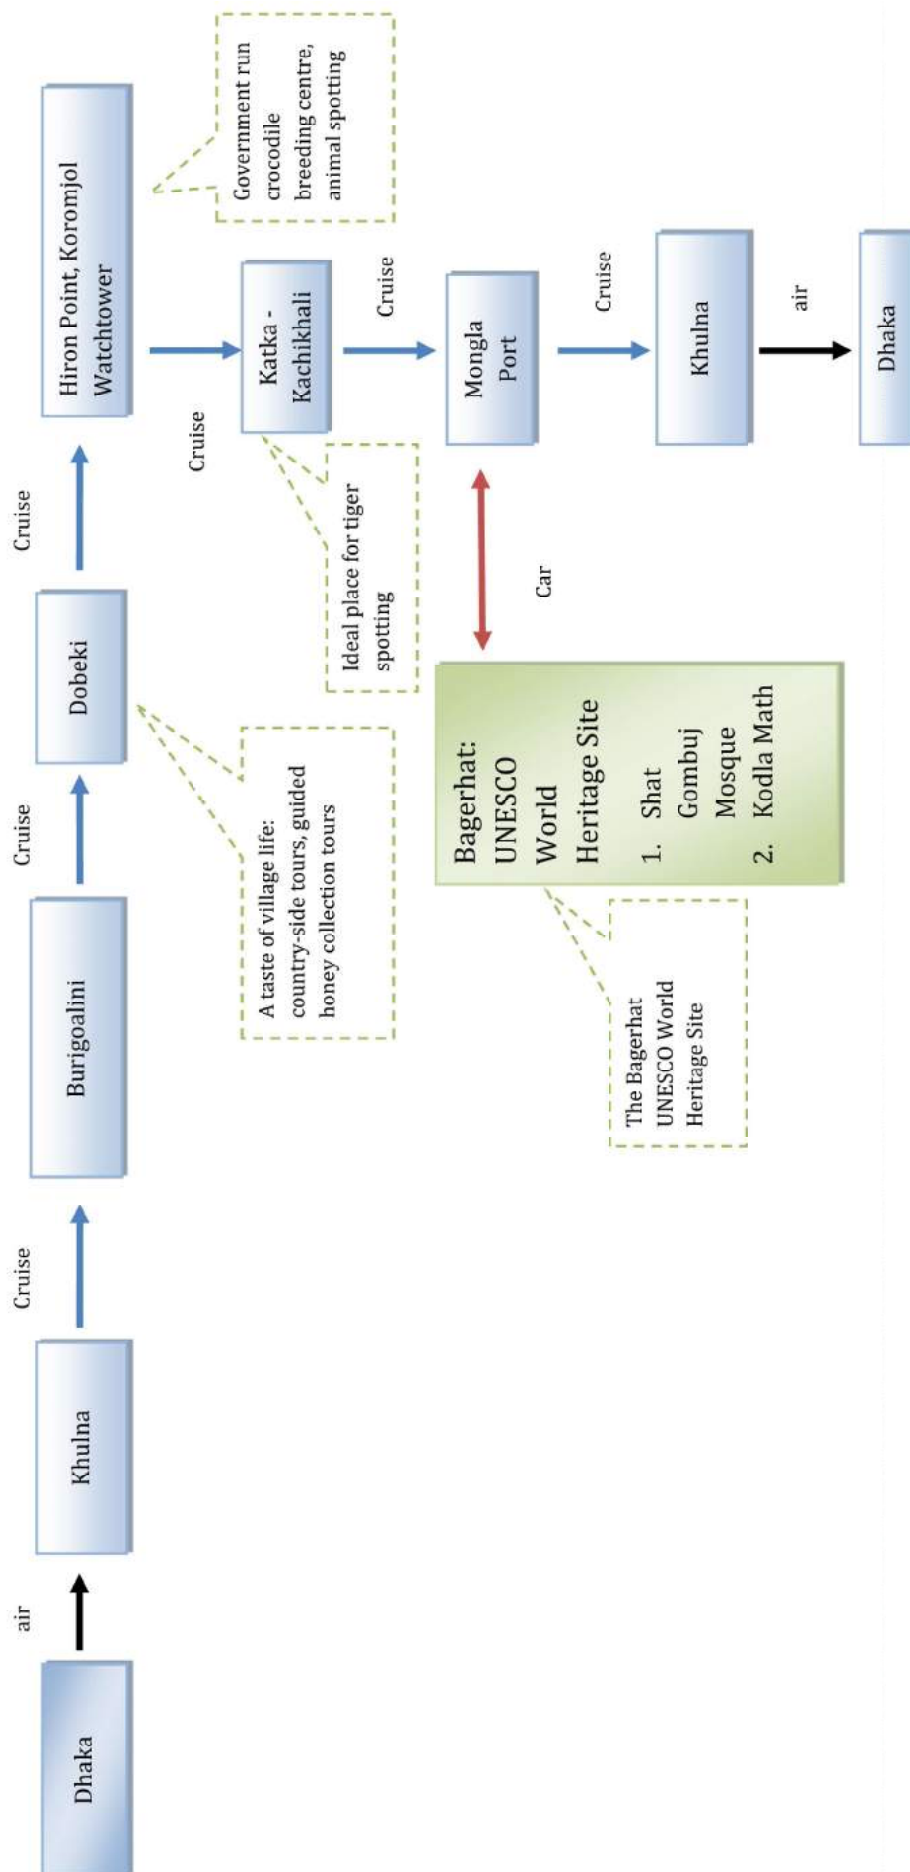 air
Cruise
Cruise
Cruise
Dhaka
Khulna
Burigoalini
Dobeki
Hiron Point, Koromjol
Watchtower
Cruise
A taste of village life:
country-side tours, guided
honey collection tours
Government run
crocodile
breeding centre,
animal spotting
Katka -
Kachikhali
Ideal place for tiger
spotting
Cruise
Mongla
Port
Car
Bagerhat:
UNESCO
World
Heritage Site
1. Shat
Gombuj
Mosque
2. Kodla Math
The Bagerhat
UNESCO World
Heritage Site
Cruise
Khulna
air
Dhaka